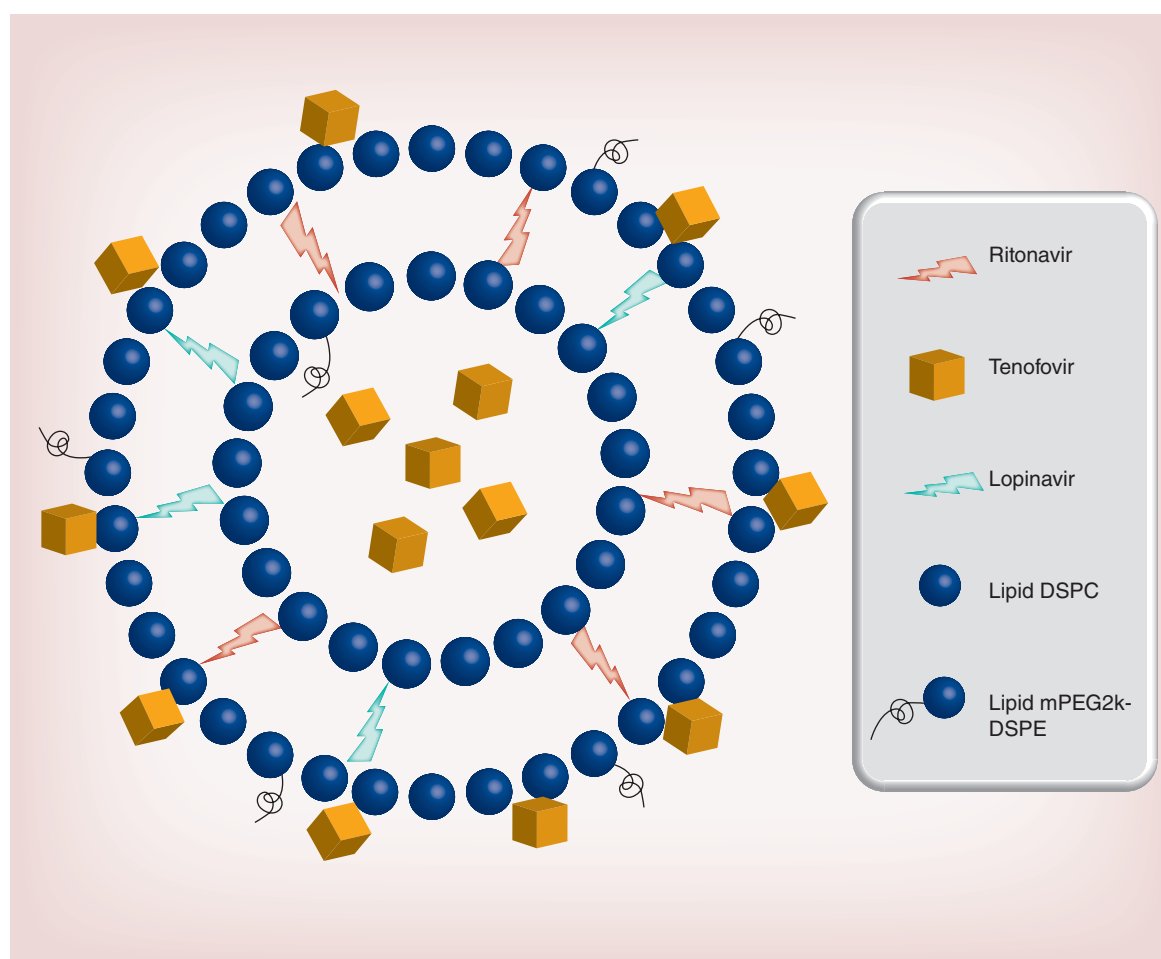 Ritonavir
Tenofovir
Lopinavir
Lipid DSPC
Lipid mPEG2k-
DSPE